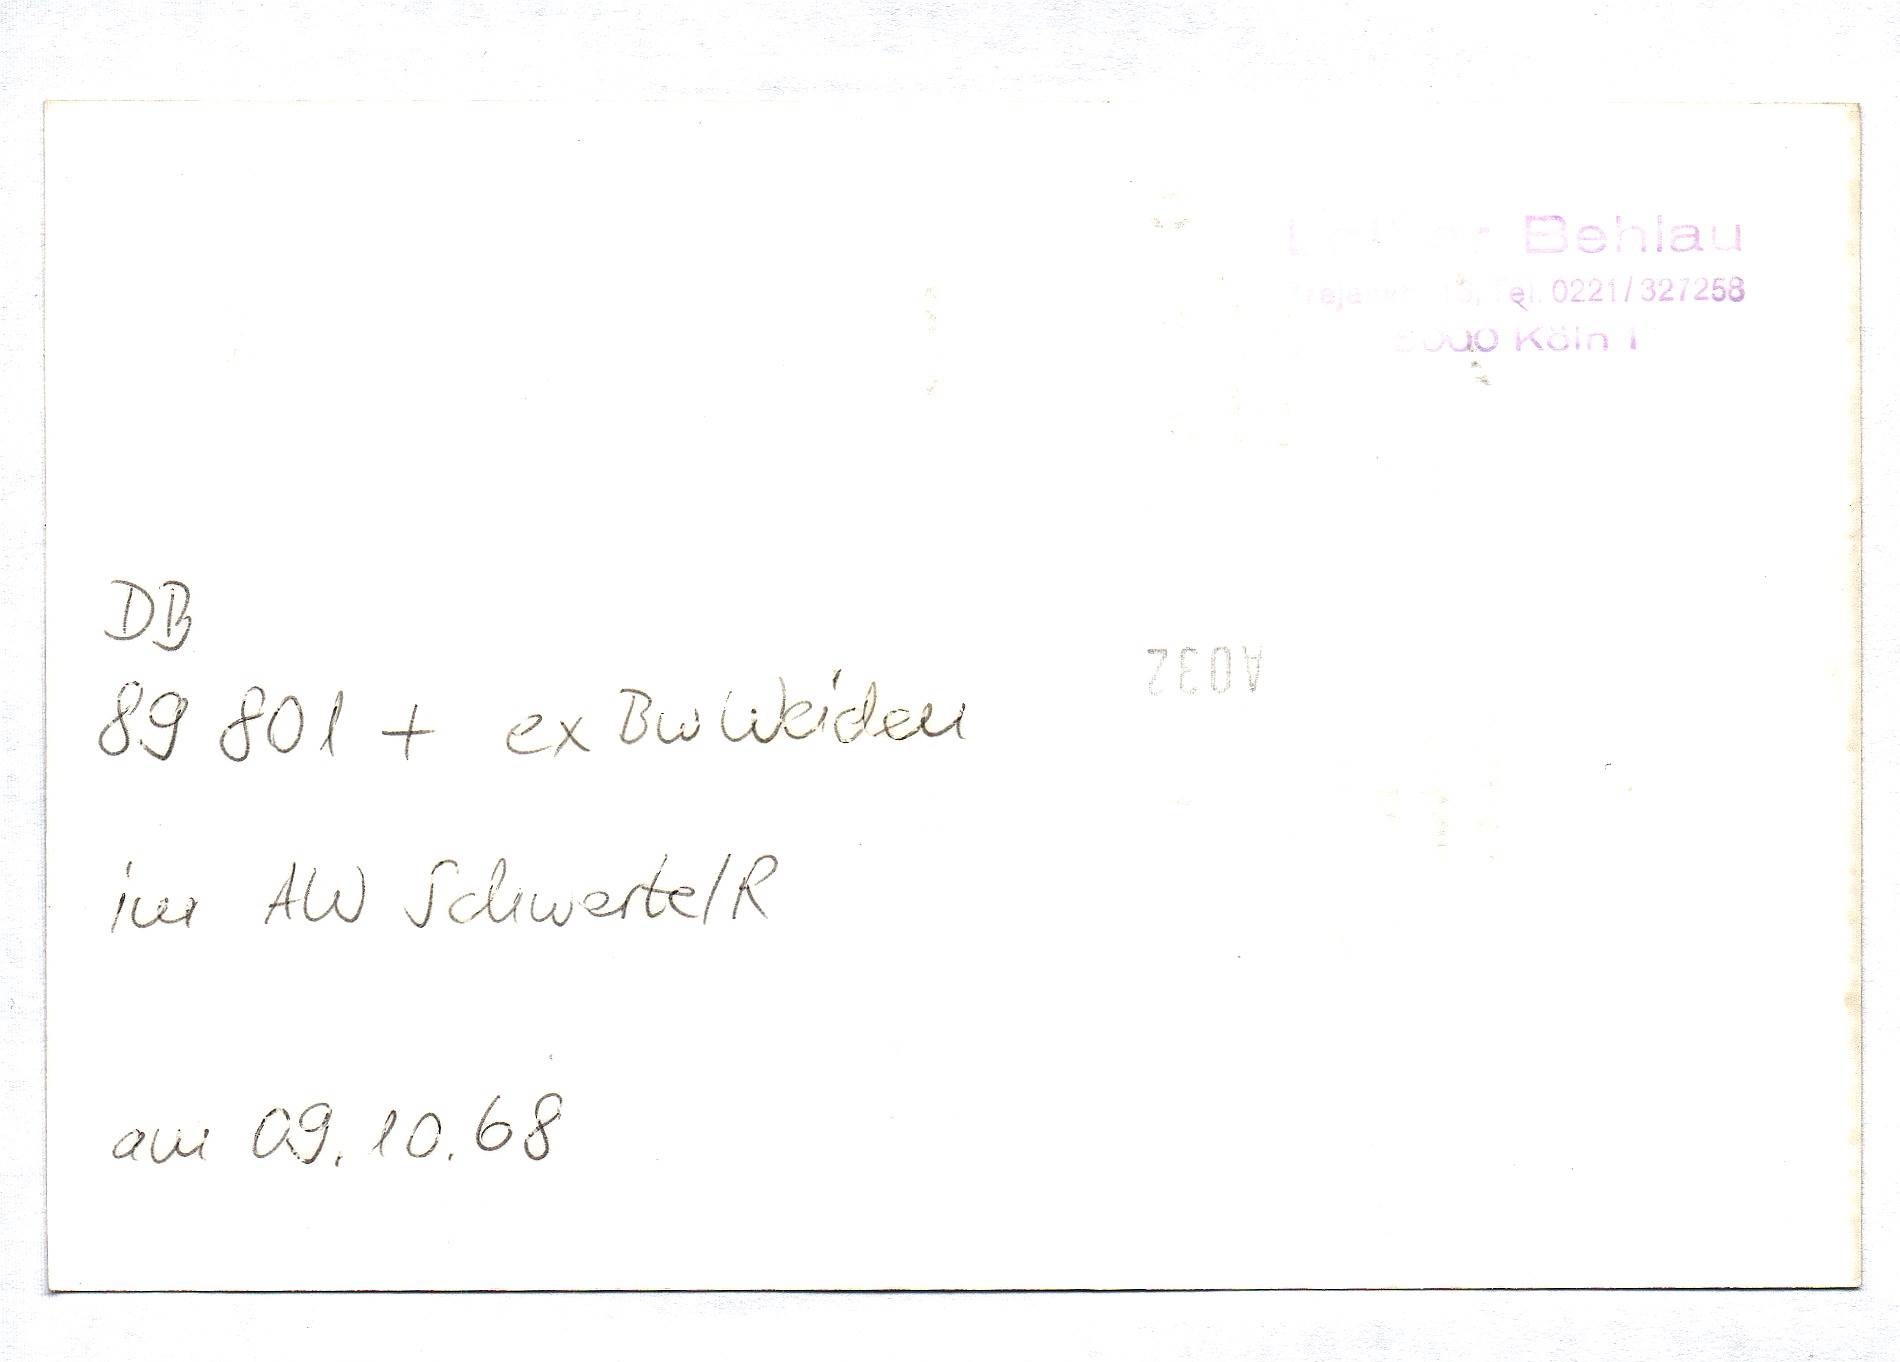 Behlau
Tel. 0221/327258
Köln 1
DB
89 801 + ex Bw Weiden
A032
im AW Schwerte/R
am 09.10.68